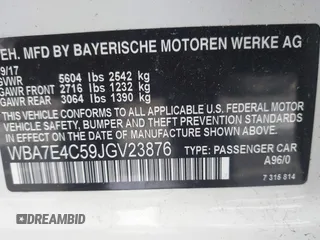 EH. MFD BY BAYERISCHE MOTOREN WERKE AG
9/17
GVWR 5604 lbs 2542 kg
GAWR FRONT 2716 lbs 1232 kg
GAWR REAR 3064 lbs 1390 kg
THIS VEHICLE CONFORMS TO ALL APPLICABLE
U.S. FEDERAL MOTOR VEHICLE
SAFETY, BUMPER, AND THEFT PREVENTION
STANDARDS IN EFFECT ON THE DATE OF
MANUFACTURE SHOWN ABOVE.
WBA7E4C59JGV23876 TYPE: PASSENGER CAR
A96/0
7 316 814